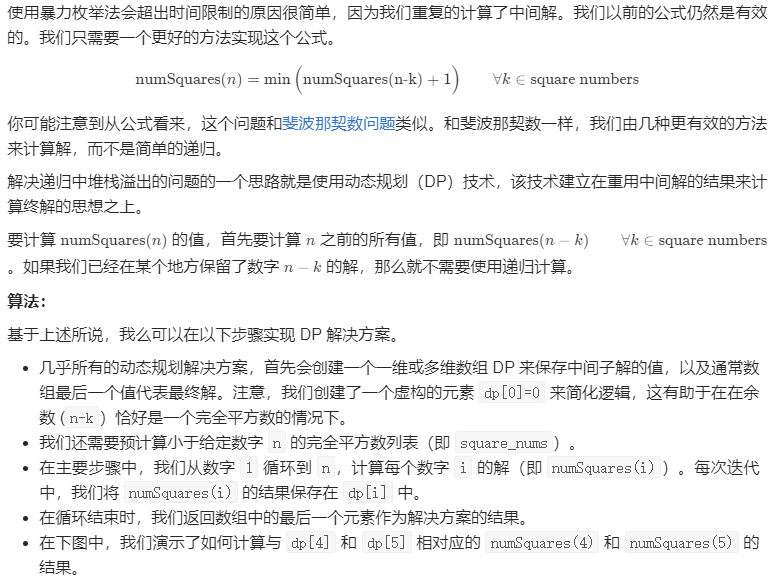 使用暴力枚举法会超出时间限制的原因很简单，因为我们重复的计算了中间解。我们以前的公式仍然是有效
的。我们只需要一个更好的方法实现这个公式。
numSquares(n) = min (numSquares(n-k) + 1)  ∀k ∈ square numbers
你可能注意到从公式看来，这个问题和斐波那契数问题类似。和斐波那契数一样，我们由几种更有效的方法
来计算解，而不是简单的递归。
解决递归中堆栈溢出的问题的一个思路就是使用动态规划（DP）技术，该技术建立在重用中间解的结果来计
算终解的思想之上。
要计算 numSquares(n) 的值，首先要计算 n 之前的所有值，即 numSquares(n − k)  ∀k ∈ square numbers
。如果我们已经在某个地方保留了数字 n − k 的解，那么就不需要使用递归计算。
算法：
基于上述所说，我么可以在以下步骤实现 DP 解决方案。
• 几乎所有的动态规划解决方案，首先会创建一个一维或多维数组 DP 来保存中间子解的值，以及通常数
组最后一个值代表最终解。注意，我们创建了一个虚构的元素 dp[0]=0 来简化逻辑，这有助于在在余
数 ( n-k ) 恰好是一个完全平方数的情况下。
• 我们还需要预计算小于给定数字 n 的完全平方数列表（即 square_nums ）。
• 在主要步骤中，我们从数字 1 循环到 n ，计算每个数字 i 的解（即 numSquares(i) ）。每次迭代
中，我们将 numSquares(i) 的结果保存在 dp[i] 中。
• 在循环结束时，我们返回数组中的最后一个元素作为解决方案的结果。
• 在下图中，我们演示了如何计算与 dp[4] 和 dp[5] 相对应的 numSquares(4) 和 numSquares(5) 的
结果。